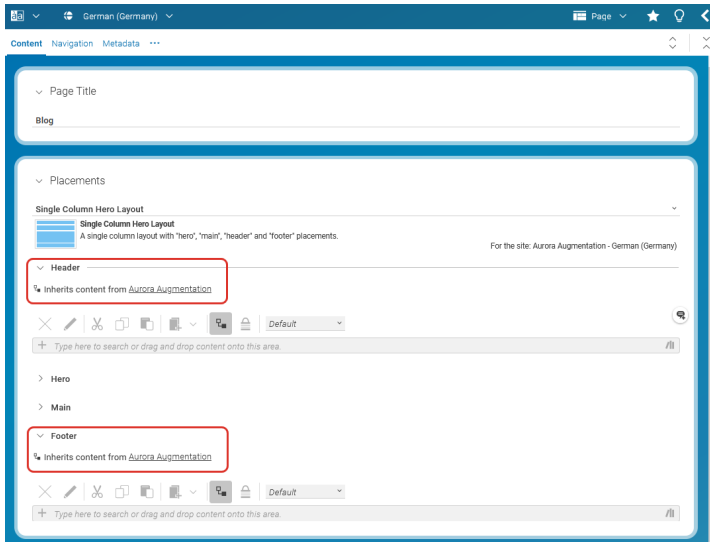 German (Germany)
Page
Content Navigation Metadata
Page Title
Blog
Placements
Single Column Hero Layout
Single Column Hero Layout
A single column layout with "hero", "main", "header" and "footer" placements.
For the site: Aurora Augmentation - German (Germany)
Header
Inherits content from Aurora Augmentation
Default
Type here to search or drag and drop content onto this area.
Hero
Main
Footer
Inherits content from Aurora Augmentation
Default
Type here to search or drag and drop content onto this area.